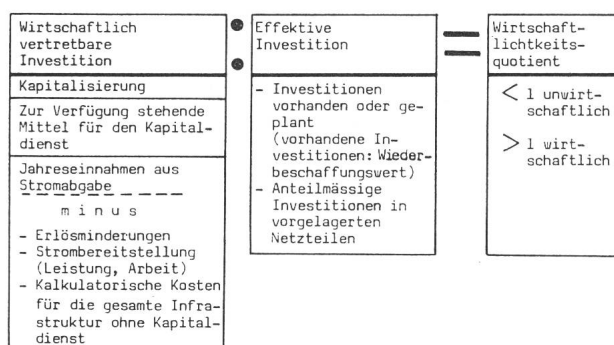 Wirtschaftlich
vertretbare
Investition
Kapitalisierung
Zur Verfügung stehende
Mittel für den Kapital-
dienst
Jahreseinnahmen aus
Stromabgabe
minus
- Erlösminderungen
- Strombereitstellung
(Leistung, Arbeit)
- Kalkulatorische Kosten
für die gesamte Infra-
struktur ohne Kapital-
dienst
:
Effektive
Investition
- Investitionen
vorhanden oder ge-
plant
(vorhandene In-
vestitionen: Wieder-
beschaffungswert)
- Anteilmässige
Investitionen in
vorgelagerten
Netzteilen
=
Wirtschaft-
lichtkeits-
quotient
< 1 unwirt-
schaftlich
> 1 wirt-
schaftlich